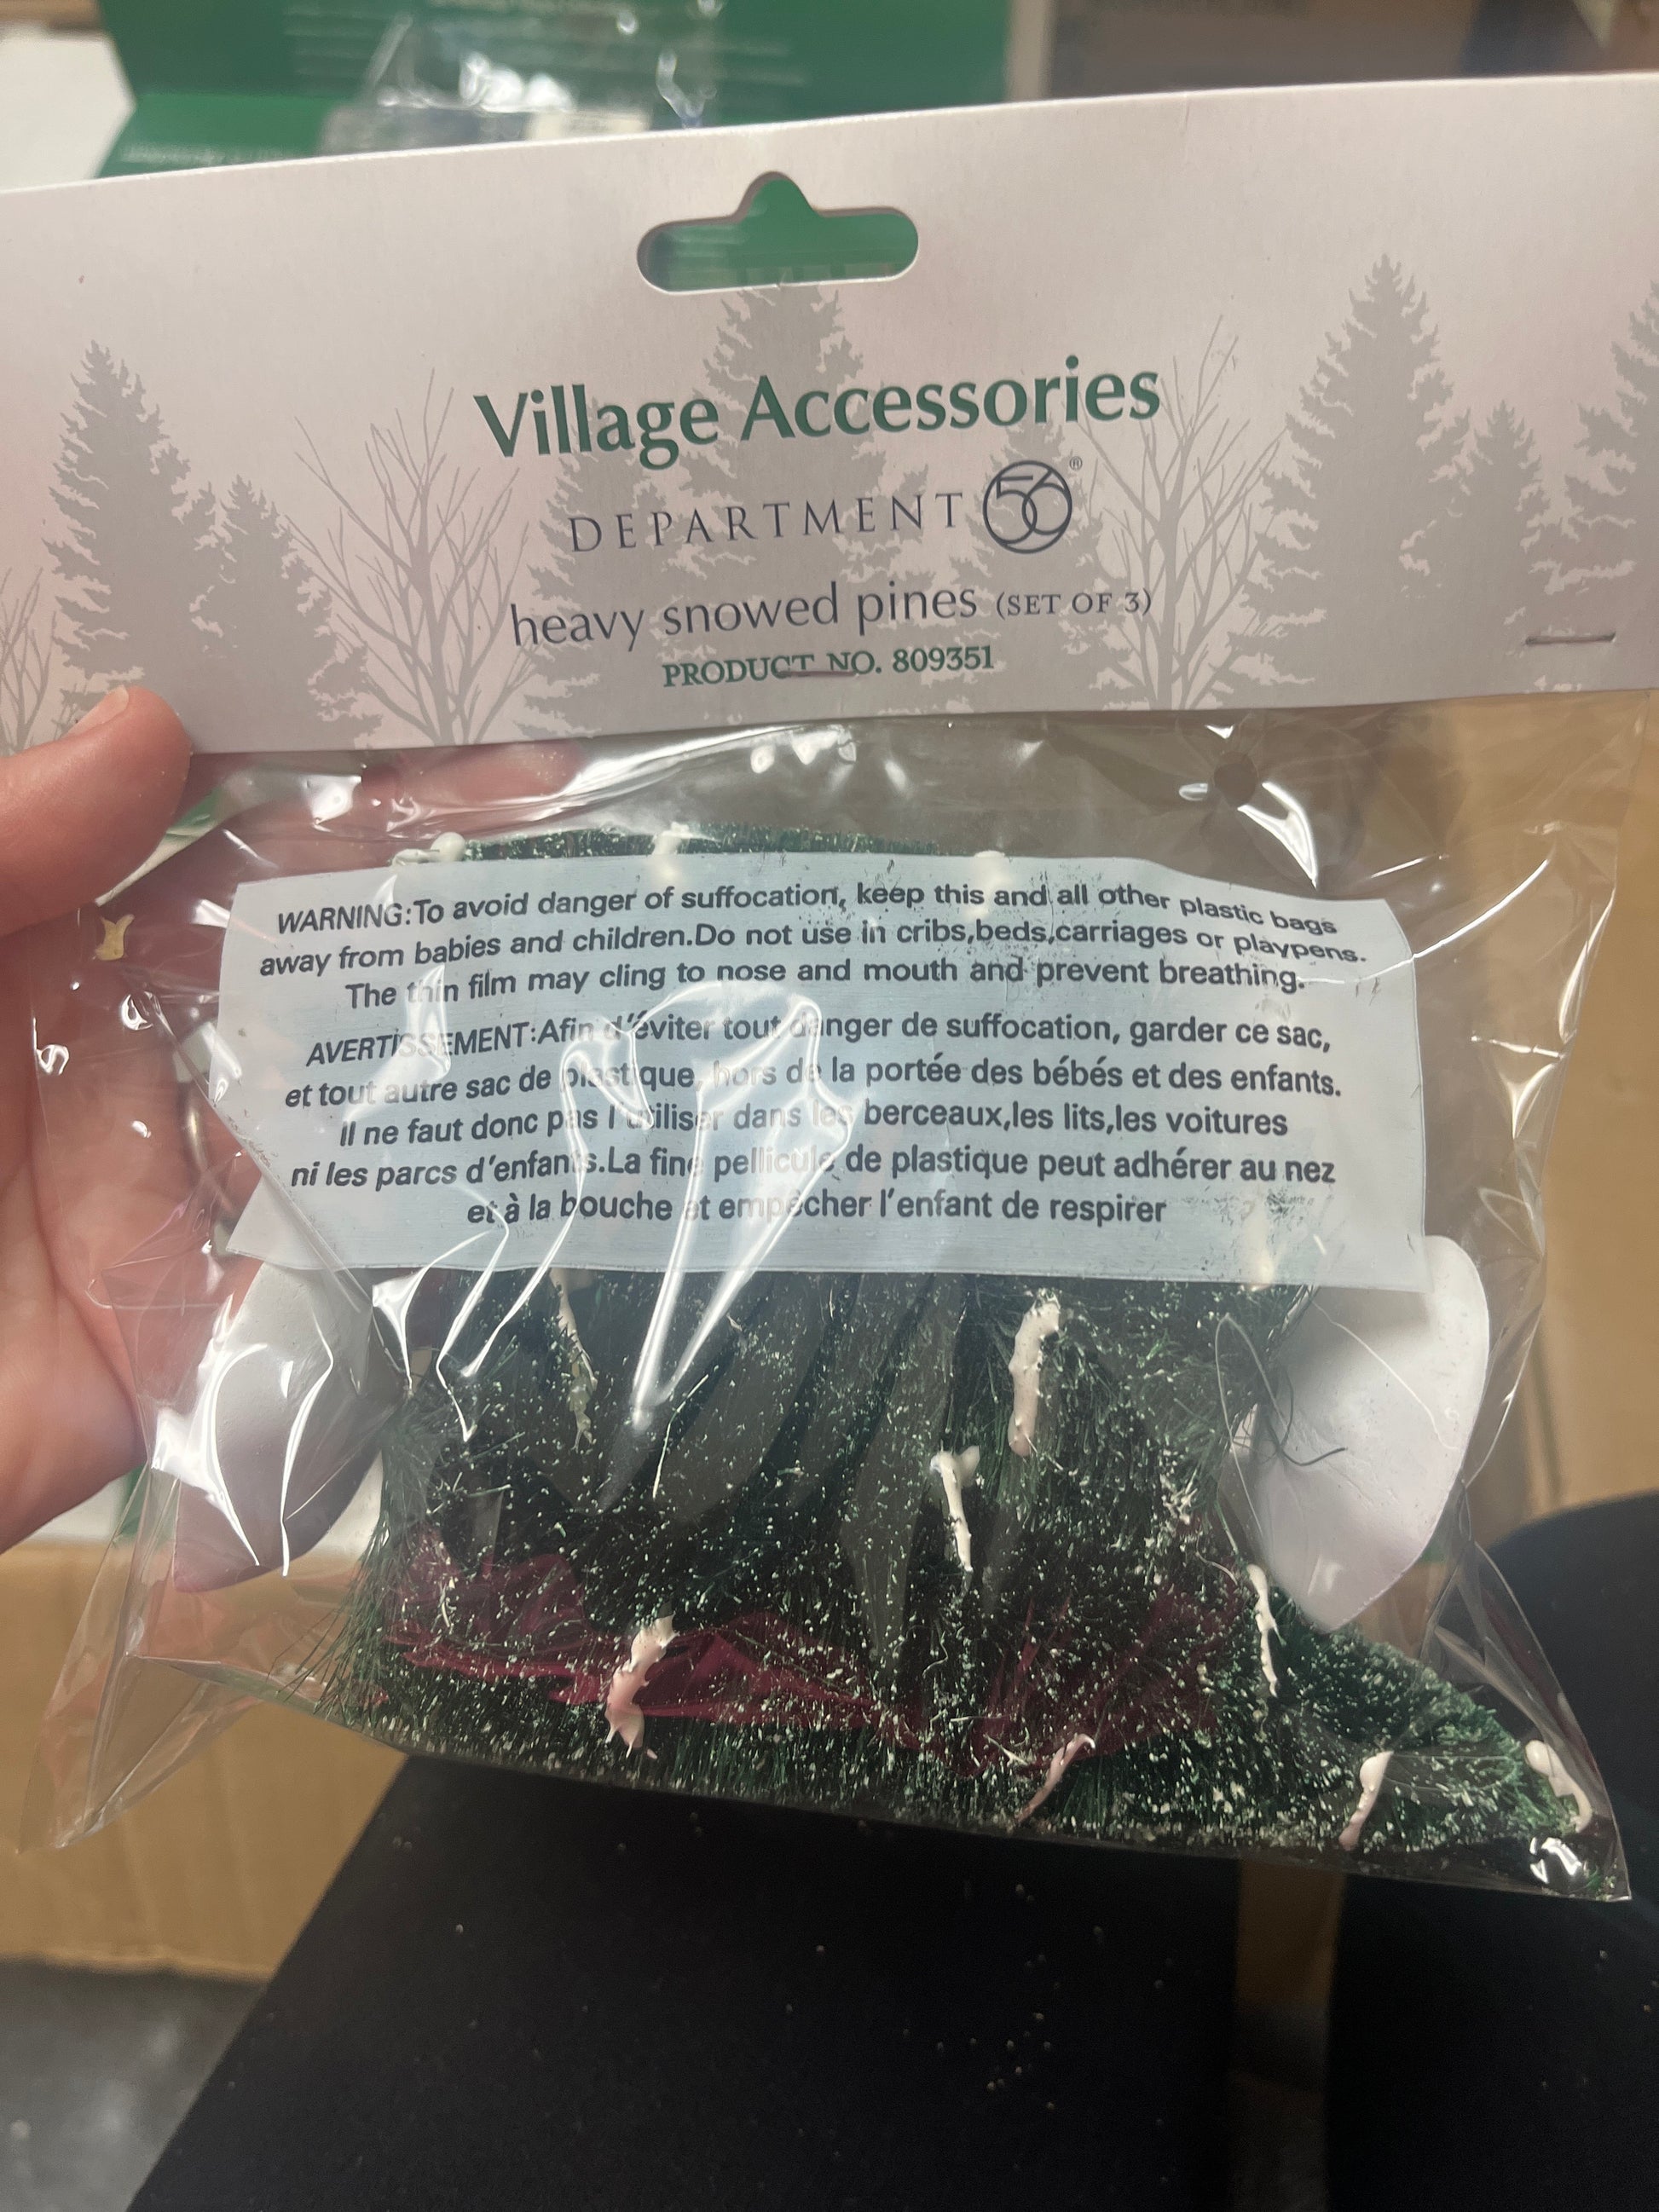 Village Accessories
DEPARTMENT 56®
heavy snowed pines (SET OF 3)
PRODUCT NO. 809351
WARNING:To avoid danger of suffocation, keep this and all other plastic bags
away from babies and children.Do not use in cribs,beds,carriages or playpens.
The thin film may cling to nose and mouth and prevent breathing.
AVERTISSEMENT:Afin d'éviter tout danger de suffocation, garder ce sac,
et tout autre sac de plastique, hors de la portée des bébés et des enfants.
Il ne faut donc pas l'utiliser dans les berceaux,les lits,les voitures
ni les parcs d'enfants.La fine pellicule de plastique peut adhérer au nez
et à la bouche et empêcher l'enfant de respirer